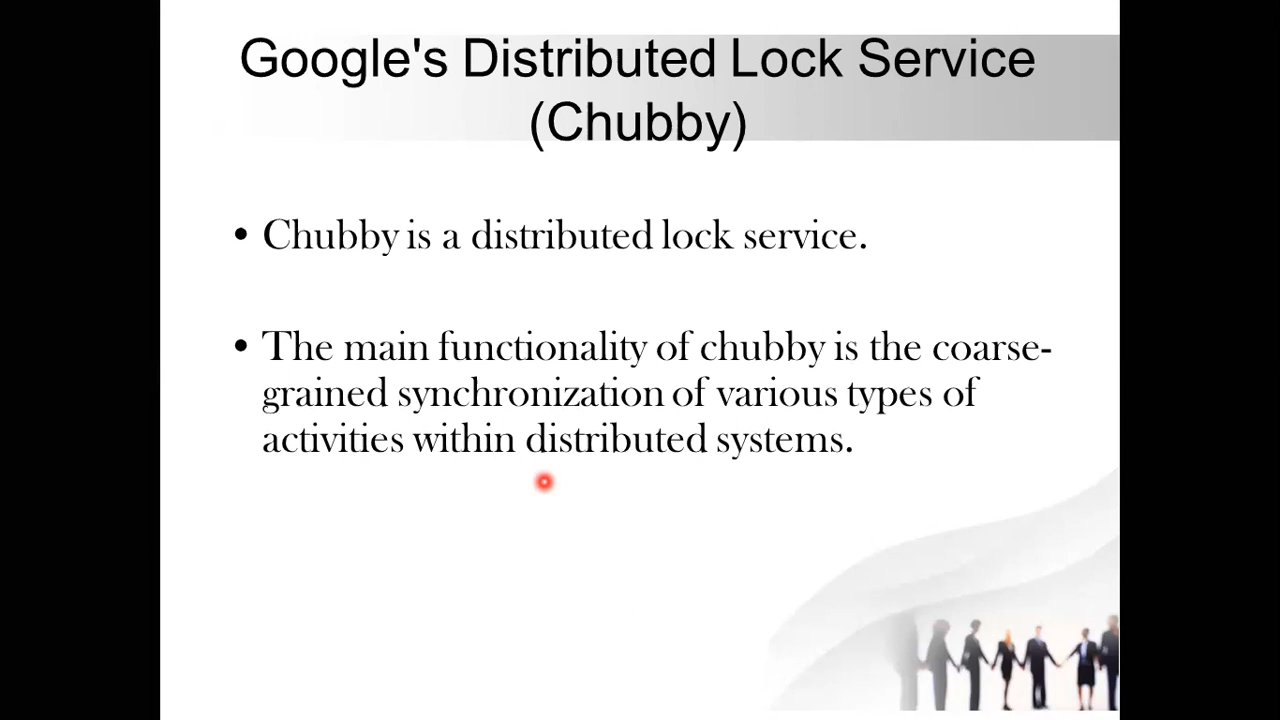 Google's Distributed Lock Service
(Chubby)
• Chubby is a distributed lock service.
• The main functionality of chubby is the coarse-
grained synchronization of various types of
activities within distributed systems.